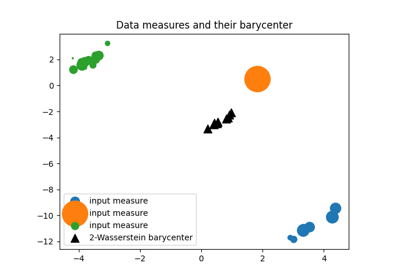 Data measures and their barycenter
2
0
−2
−4
−6
−8
−10
−12
input measure
input measure
input measure
2-Wasserstein barycenter
−4
−2
0
2
4